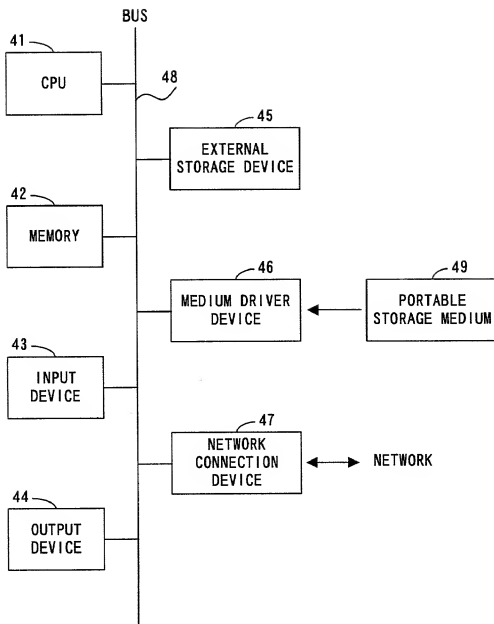 BUS
41
CPU
48
45
EXTERNAL
STORAGE DEVICE
42
MEMORY
46
MEDIUM DRIVER
DEVICE
49
PORTABLE
STORAGE MEDIUM
43
INPUT
DEVICE
47
NETWORK
CONNECTION
DEVICE
NETWORK
44
OUTPUT
DEVICE